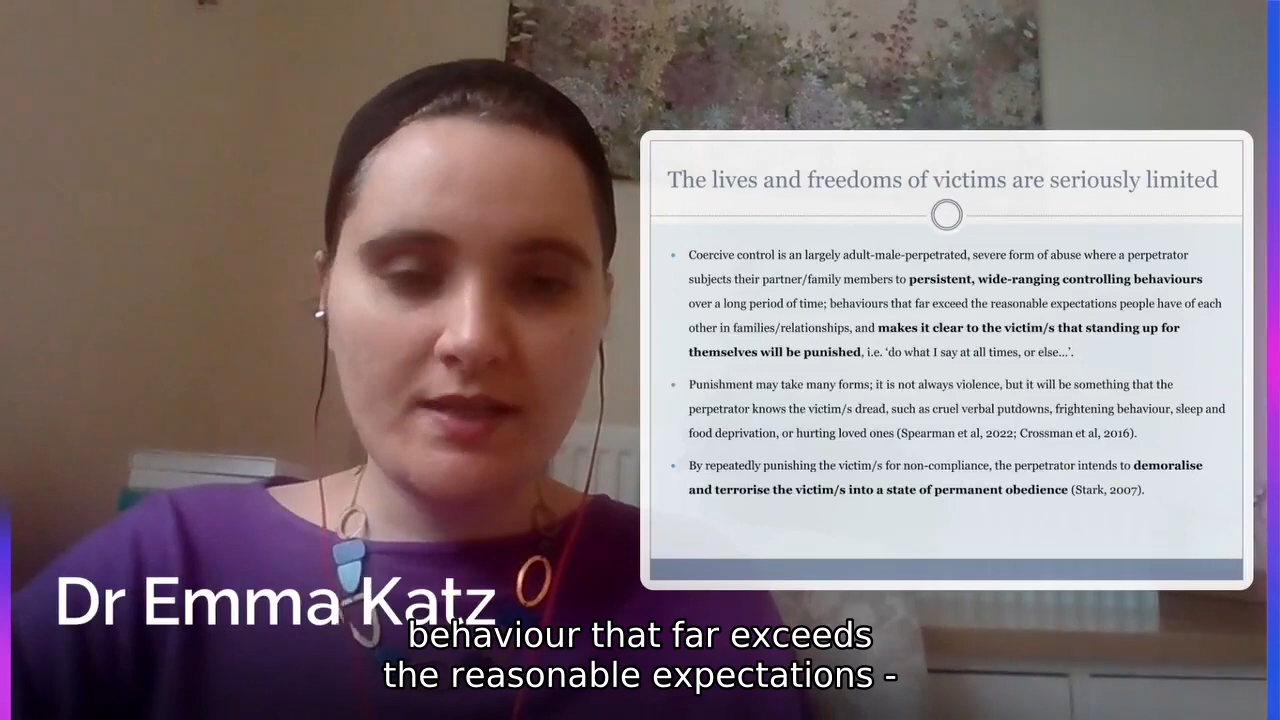 The lives and freedoms of victims are seriously limited
Coercive control is an largely adult-male-perpetrated, severe form of abuse where a perpetrator
subjects their partner/family members to persistent, wide-ranging controlling behaviours
over a long period of time; behaviours that far exceed the reasonable expectations people have of each
other in families/relationships, and makes it clear to the victim/s that standing up for
themselves will be punished, i.e. ‘do what I say at all times, or else...’.
Punishment may take many forms; it is not always violence, but it will be something that the
perpetrator knows the victim/s dread, such as cruel verbal putdowns, frightening behaviour, sleep and
food deprivation, or hurting loved ones (Spearman et al, 2022; Crossman et al, 2016).
By repeatedly punishing the victim/s for non-compliance, the perpetrator intends to demoralise
and terrorise the victim/s into a state of permanent obedience (Stark, 2007).
Dr Emma Katz
behaviour that far exceeds
the reasonable expectations -